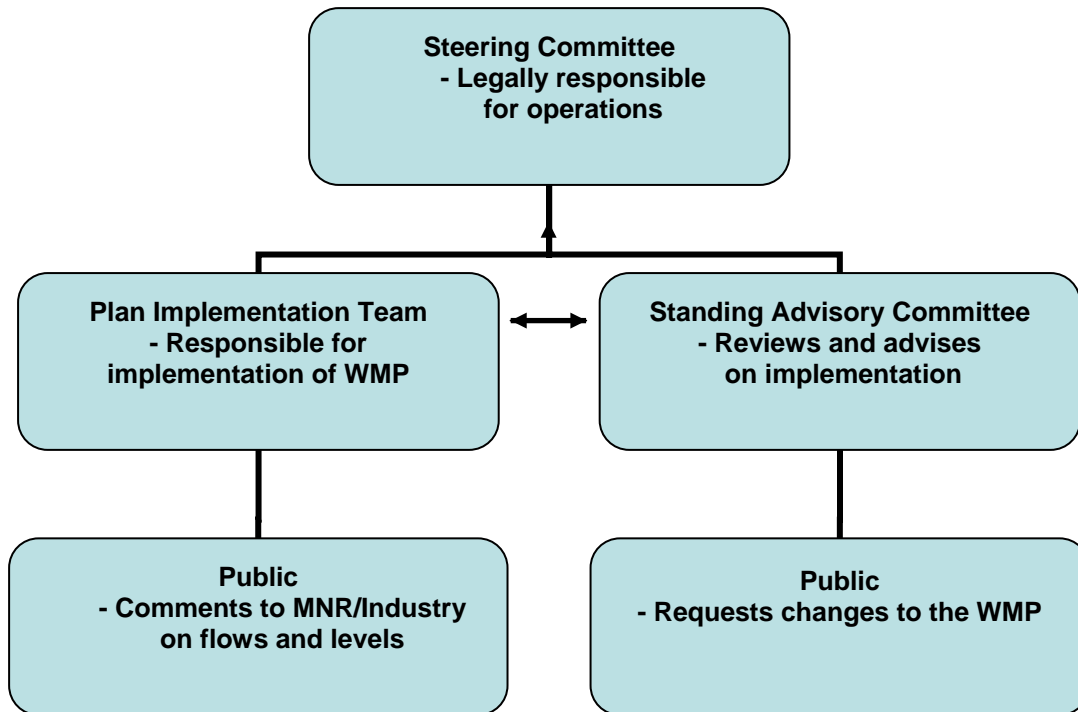 Steering Committee
- Legally responsible
for operations
Plan Implementation Team
- Responsible for
implementation of WMP
Standing Advisory Committee
- Reviews and advises
on implementation
Public
- Comments to MNR/Industry
on flows and levels
Public
- Requests changes to the WMP